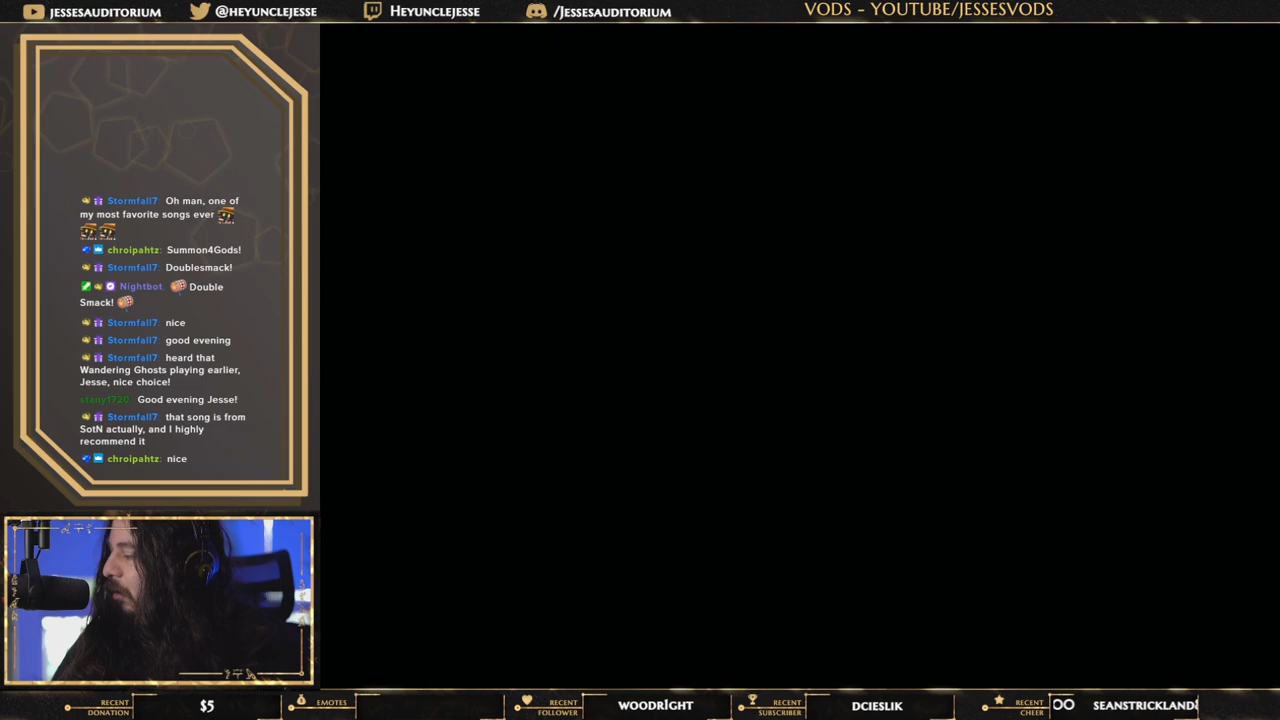 JESSESAUDITORIUM @HEYUNCLEJESSE HEYUNCLEJESSE /JESSESAUDITORIUM VODS - YOUTUBE/JESSESVODS
Stormfall7: Oh man, one of
my most favorite songs ever
chroipahtz: Summon4Gods!
Stormfall7: Doublesmack!
Nightbot: Double
Smack!
Stormfall7: nice
Stormfall7: good evening
Stormfall7: heard that
Wandering Ghosts playing earlier,
Jesse, nice choice!
stany1720: Good evening Jesse!
Stormfall7: that song is from
SotN actually, and I highly
recommend it
chroipahtz: nice
RECENT DONATION $5 EMOTES RECENT FOLLOWER WOODR1GHT RECENT SUBSCRIBER DCIESLIK RECENT CHEER SEANSTRICKLAND